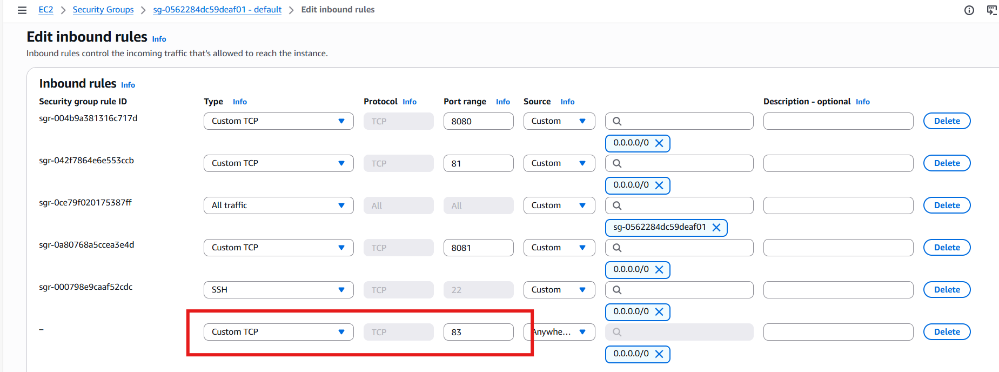 EC2 > Security Groups > sg-0562284dc59deaf01 - default > Edit inbound rules
Edit inbound rules Info
Inbound rules control the incoming traffic that's allowed to reach the instance.
Inbound rules Info
Security group rule ID Type Info Protocol Info Port range Info Source Info Description - optional Info
sgr-004b9a381316c717d Custom TCP TCP 8080 Custom Delete
0.0.0.0/0
sgr-042f7864e6e553ccb Custom TCP TCP 81 Custom Delete
0.0.0.0/0
sgr-0ce79f020175387ff All traffic All All Custom Delete
sg-0562284dc59deaf01
sgr-0a80768a5ccea3e4d Custom TCP TCP 8081 Custom Delete
0.0.0.0/0
sgr-000798e9caaf52cdc SSH TCP 22 Custom Delete
0.0.0.0/0
– Custom TCP TCP 83 Anywhe... Delete
0.0.0.0/0